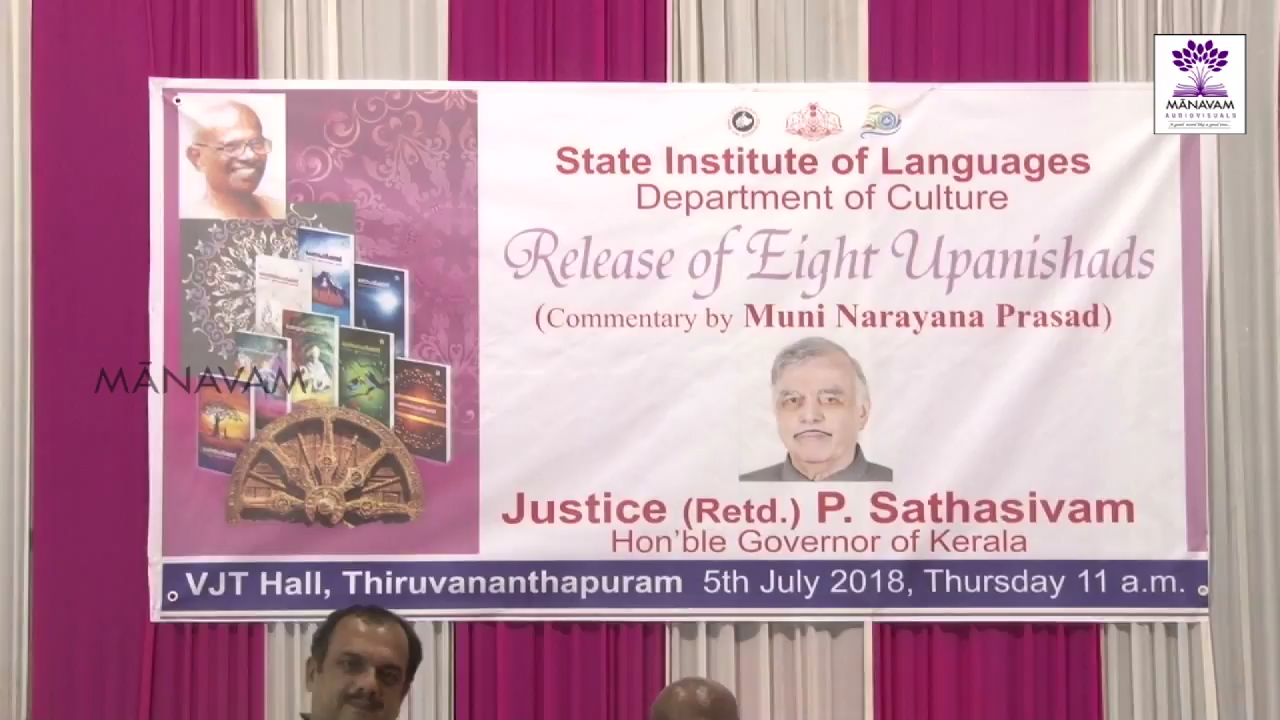 MĀNAVAM
AUDIOVISUALS
State Institute of Languages
Department of Culture
Release of Eight Upanishads
(Commentary by Muni Narayana Prasad)
MĀNAVAM
Justice (Retd.) P. Sathasivam
Hon'ble Governor of Kerala
VJT Hall, Thiruvananthapuram 5th July 2018, Thursday 11 a.m.